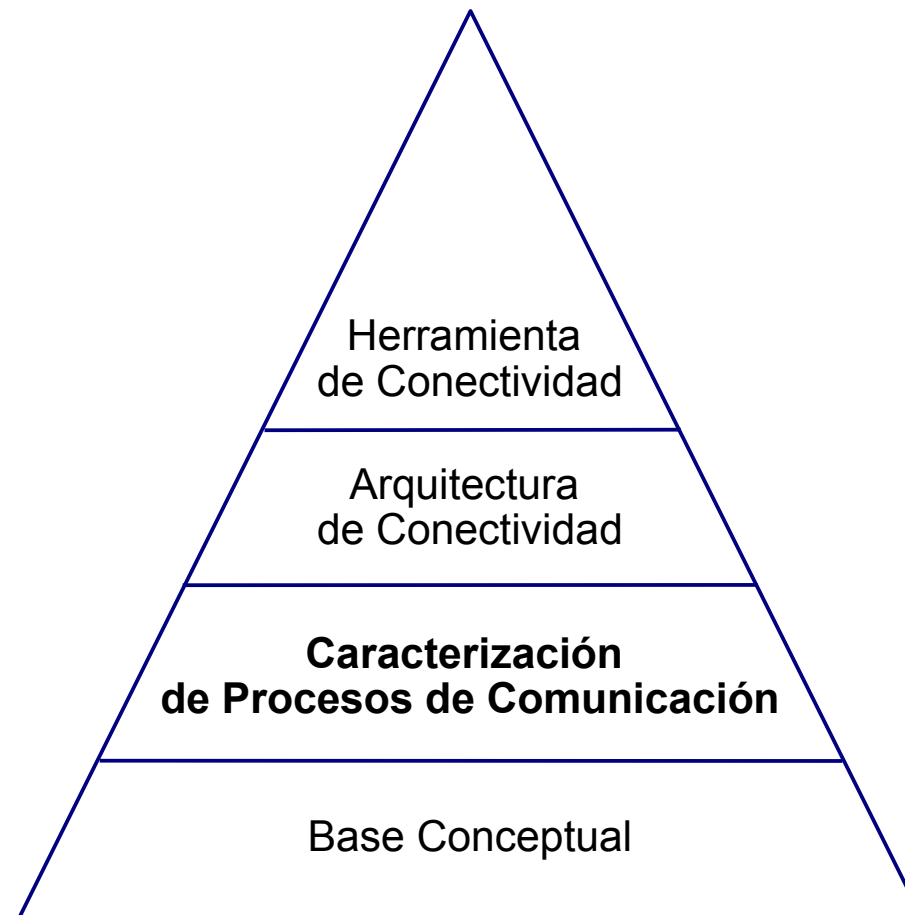 Herramienta
de Conectividad
Arquitectura
de Conectividad
Caracterización
de Procesos de Comunicación
Base Conceptual